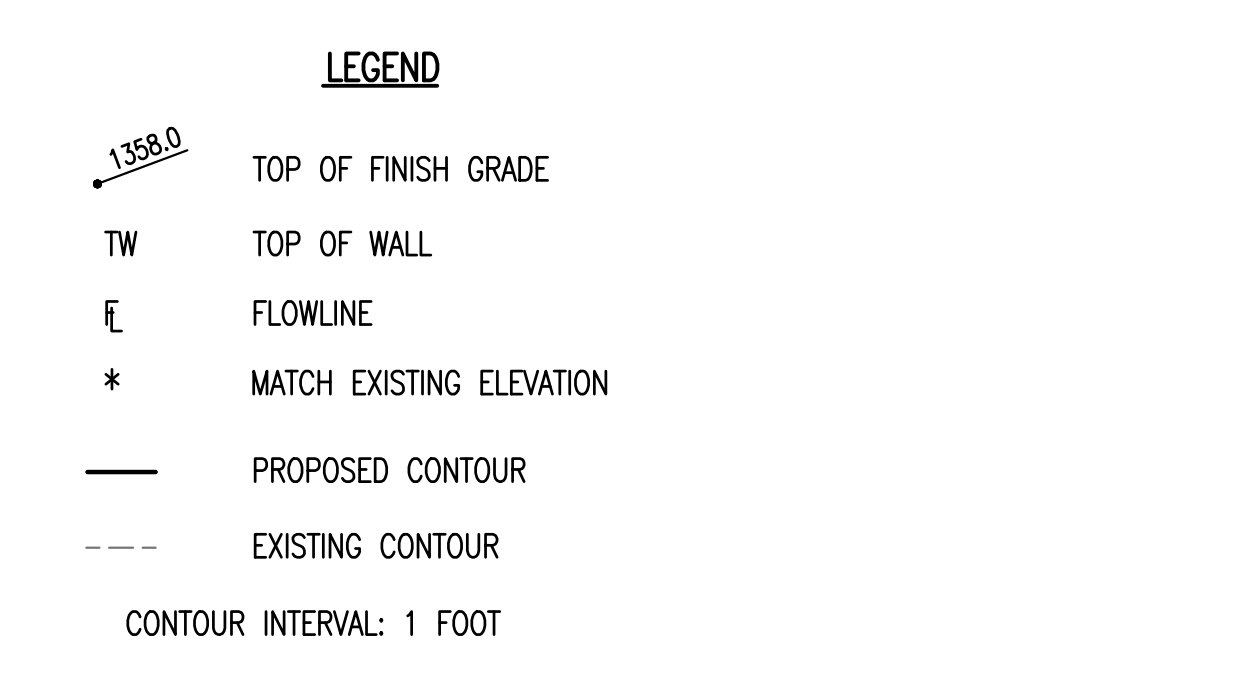 LEGEND
1358.0 TOP OF FINISH GRADE
TW TOP OF WALL
FL FLOWLINE
* MATCH EXISTING ELEVATION
PROPOSED CONTOUR
EXISTING CONTOUR
CONTOUR INTERVAL: 1 FOOT